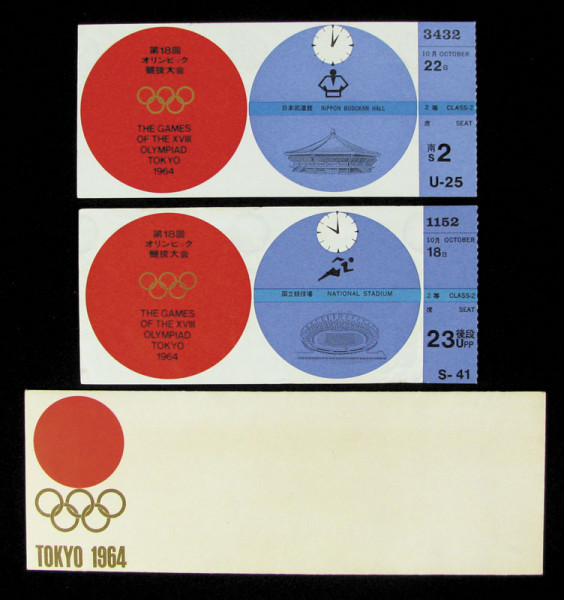 第18回
オリンピック
競技大会
THE GAMES
OF THE XVIII
OLYMPIAD
TOKYO
1964
日本武道館 NIPPON BUDOKAN HALL
3432
10月 OCTOBER
22日
2等 CLASS-2
席 SEAT
南S2
U-25
第18回
オリンピック
競技大会
THE GAMES
OF THE XVIII
OLYMPIAD
TOKYO
1964
国立競技場 NATIONAL STADIUM
1152
10月 OCTOBER
18日
2等 CLASS-2
席 SEAT
23 後段 UPP
S-41
TOKYO 1964